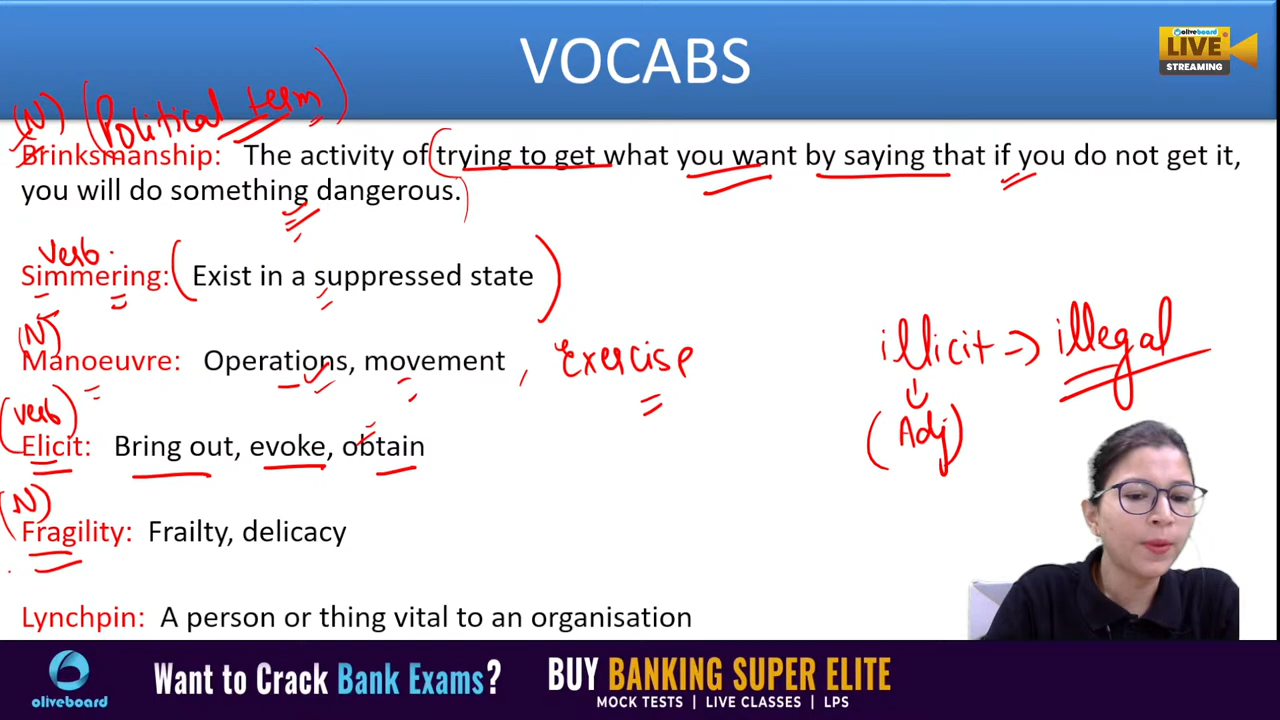 VOCABS
oliveboard
LIVE
STREAMING
(N) (Political term)
Brinksmanship: The activity of trying to get what you want by saying that if you do not get it,
you will do something dangerous.
verb
Simmering: Exist in a suppressed state
(N)
Manoeuvre: Operations, movement , Exercise
illicit → illegal
(Adj)
(verb)
Elicit: Bring out, evoke, obtain
(N)
Fragility: Frailty, delicacy
Lynchpin: A person or thing vital to an organisation
oliveboard
Want to Crack Bank Exams?
BUY BANKING SUPER ELITE
MOCK TESTS | LIVE CLASSES | LPS